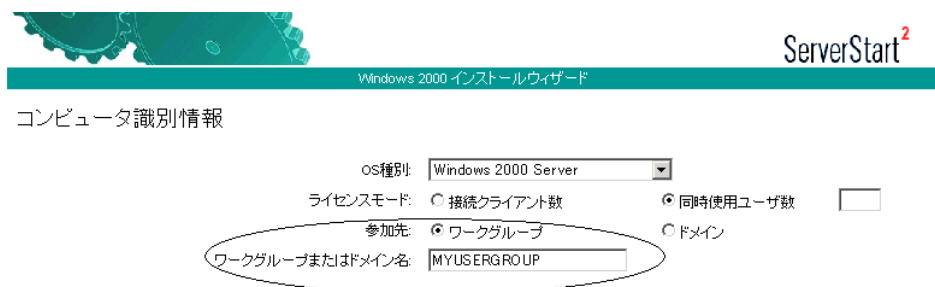 ServerStart²
Windows 2000 インストールウィザード
コンピュータ識別情報
OS種別: Windows 2000 Server
ライセンスモード: 接続クライアント数 同時使用ユーザ数
参加先: ワークグループ ドメイン
ワークグループまたはドメイン名: MYUSERGROUP